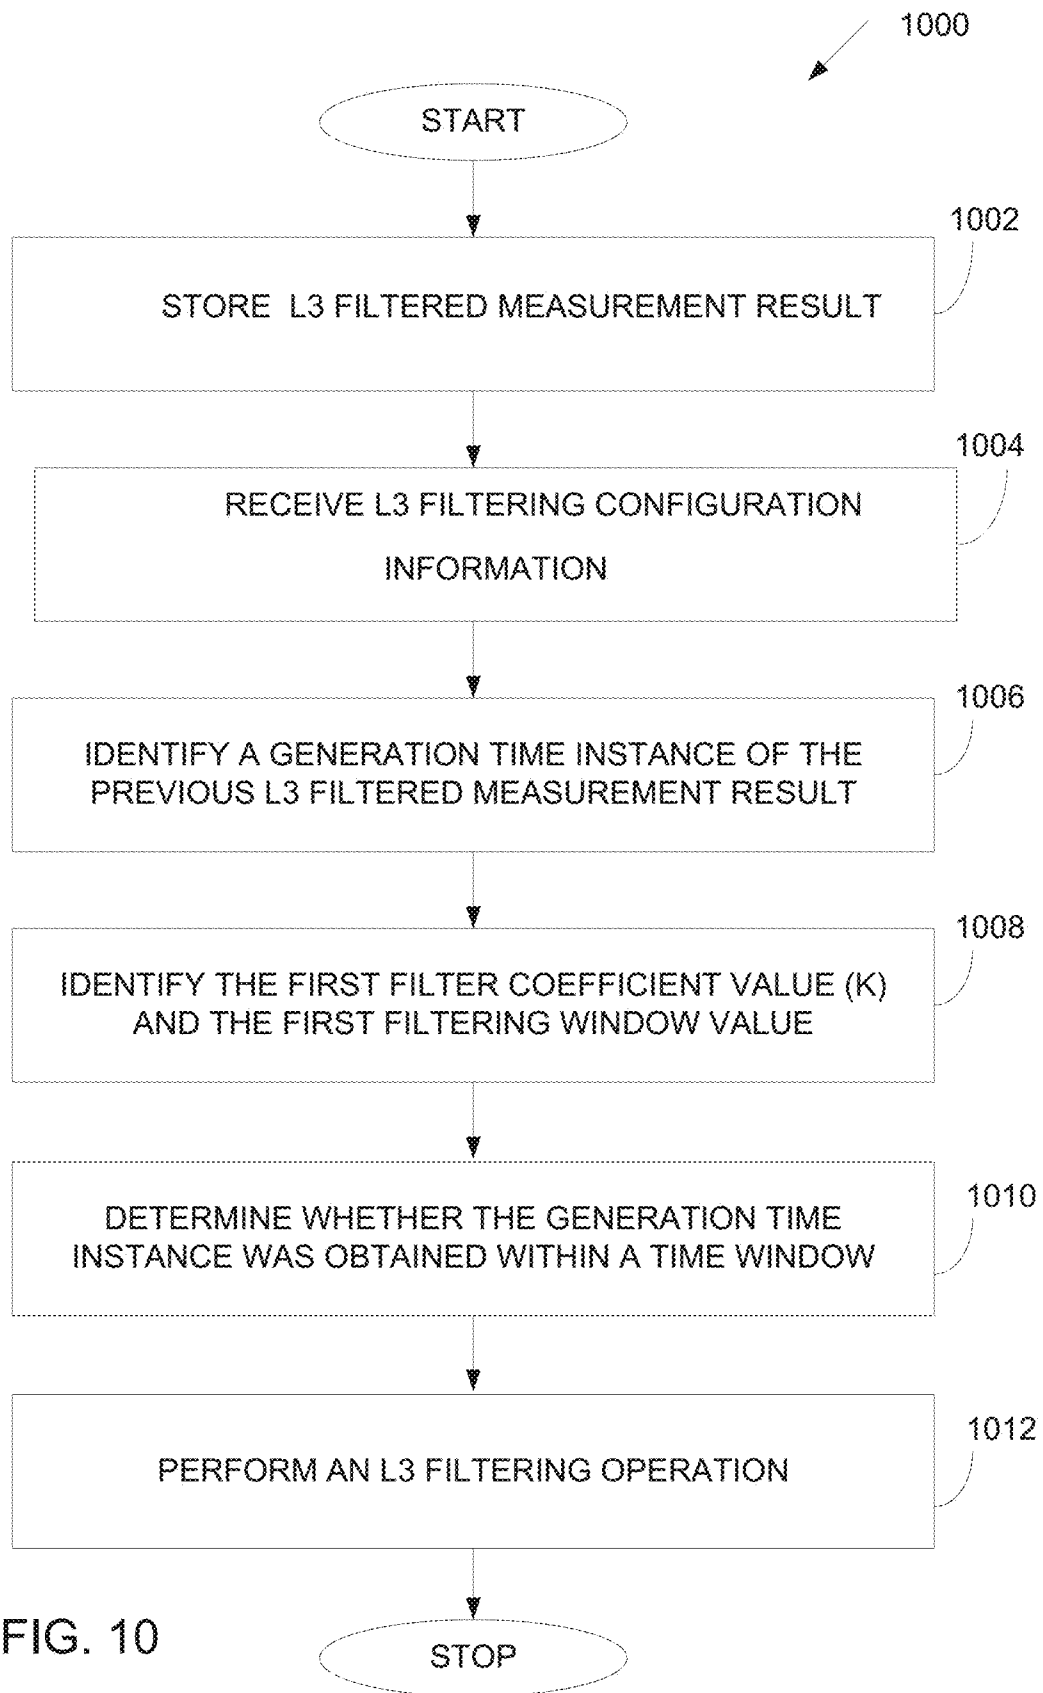 1000
START
1002
STORE L3 FILTERED MEASUREMENT RESULT
1004
RECEIVE L3 FILTERING CONFIGURATION
INFORMATION
1006
IDENTIFY A GENERATION TIME INSTANCE OF THE
PREVIOUS L3 FILTERED MEASUREMENT RESULT
1008
IDENTIFY THE FIRST FILTER COEFFICIENT VALUE (K)
AND THE FIRST FILTERING WINDOW VALUE
1010
DETERMINE WHETHER THE GENERATION TIME
INSTANCE WAS OBTAINED WITHIN A TIME WINDOW
1012
PERFORM AN L3 FILTERING OPERATION
FIG. 10
STOP